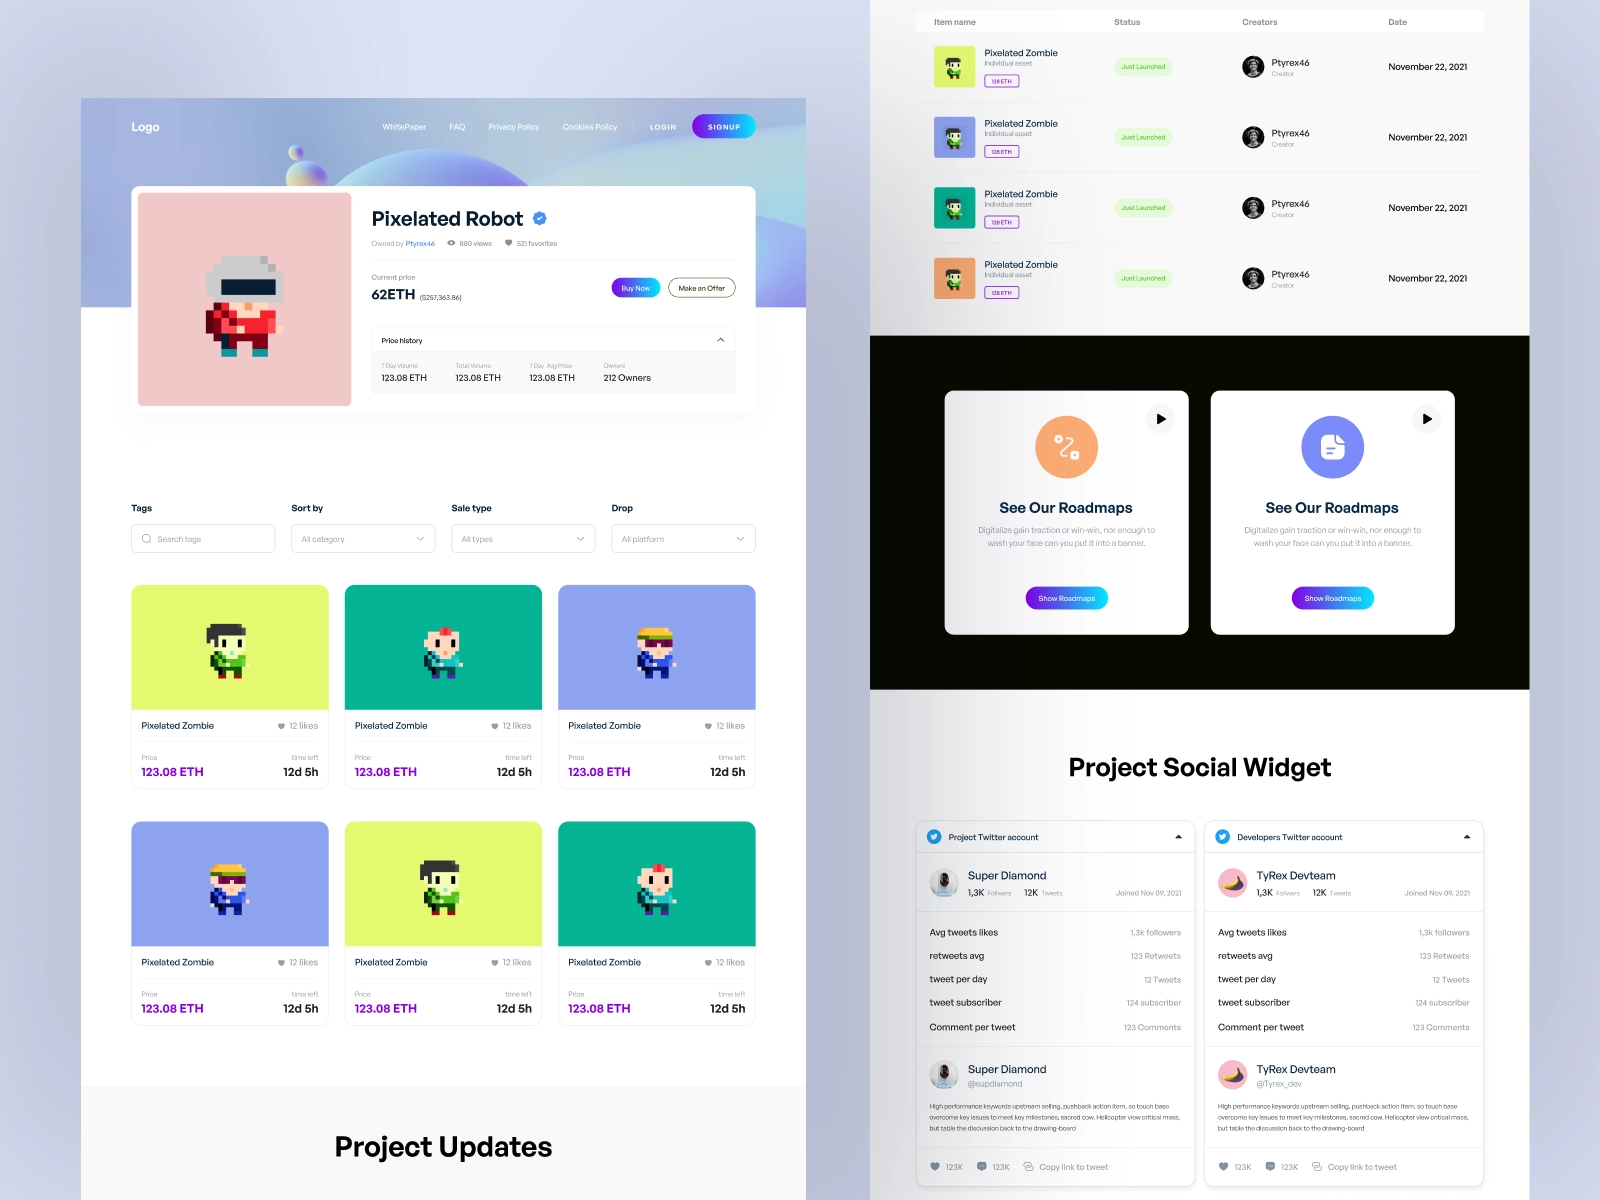 Logo
WhitePaper
FAQ
Privacy Policy
Cookies Policy
LOGIN
SIGNUP
Pixelated Robot
Owned by Ptyrex46
880 views
521 favorites
Current price
62ETH ($257,363.86)
Buy Now
Make an Offer
Price history
7 Day Volume
Total Volume
7 Day Avg Price
Owners
123.08 ETH
123.08 ETH
123.08 ETH
212 Owners
Tags
Sort by
Sale type
Drop
Search tags
All category
All types
All platform
Pixelated Zombie
12 likes
Price
time left
123.08 ETH
12d 5h
Pixelated Zombie
12 likes
Price
time left
123.08 ETH
12d 5h
Pixelated Zombie
12 likes
Price
time left
123.08 ETH
12d 5h
Pixelated Zombie
12 likes
Price
time left
123.08 ETH
12d 5h
Pixelated Zombie
12 likes
Price
time left
123.08 ETH
12d 5h
Pixelated Zombie
12 likes
Price
time left
123.08 ETH
12d 5h
Project Updates
Item name
Status
Creators
Date
Pixelated Zombie
Individual asset
128 ETH
Just Launched
Ptyrex46
Creator
November 22, 2021
Pixelated Zombie
Individual asset
128 ETH
Just Launched
Ptyrex46
Creator
November 22, 2021
Pixelated Zombie
Individual asset
128 ETH
Just Launched
Ptyrex46
Creator
November 22, 2021
Pixelated Zombie
Individual asset
128 ETH
Just Launched
Ptyrex46
Creator
November 22, 2021
See Our Roadmaps
Digitalize gain traction or win-win, nor enough to
wash your face can you put it into a banner.
Show Roadmaps
See Our Roadmaps
Digitalize gain traction or win-win, nor enough to
wash your face can you put it into a banner.
Show Roadmaps
Project Social Widget
Project Twitter account
Super Diamond
1,3K Follwers
12K Tweets
Joined Nov 09, 2021
Avg tweets likes
1,3k followers
retweets avg
123 Retweets
tweet per day
12 Tweets
tweet subscriber
124 subscriber
Comment per tweet
123 Comments
Super Diamond
@supdiamond
High performance keywords upstream selling, pushback action item, so touch base
overcome key issues to meet key milestones, sacred cow. Helicopter view critical mass,
but table the discussion back to the drawing-board
123K
123K
Copy link to tweet
Developers Twitter account
TyRex Devteam
1,3K Follwers
12K Tweets
Joined Nov 09, 2021
Avg tweets likes
1,3k followers
retweets avg
123 Retweets
tweet per day
12 Tweets
tweet subscriber
124 subscriber
Comment per tweet
123 Comments
TyRex Devteam
@Tyrex_dev
High performance keywords upstream selling, pushback action item, so touch base
overcome key issues to meet key milestones, sacred cow. Helicopter view critical mass,
but table the discussion back to the drawing-board
123K
123K
Copy link to tweet